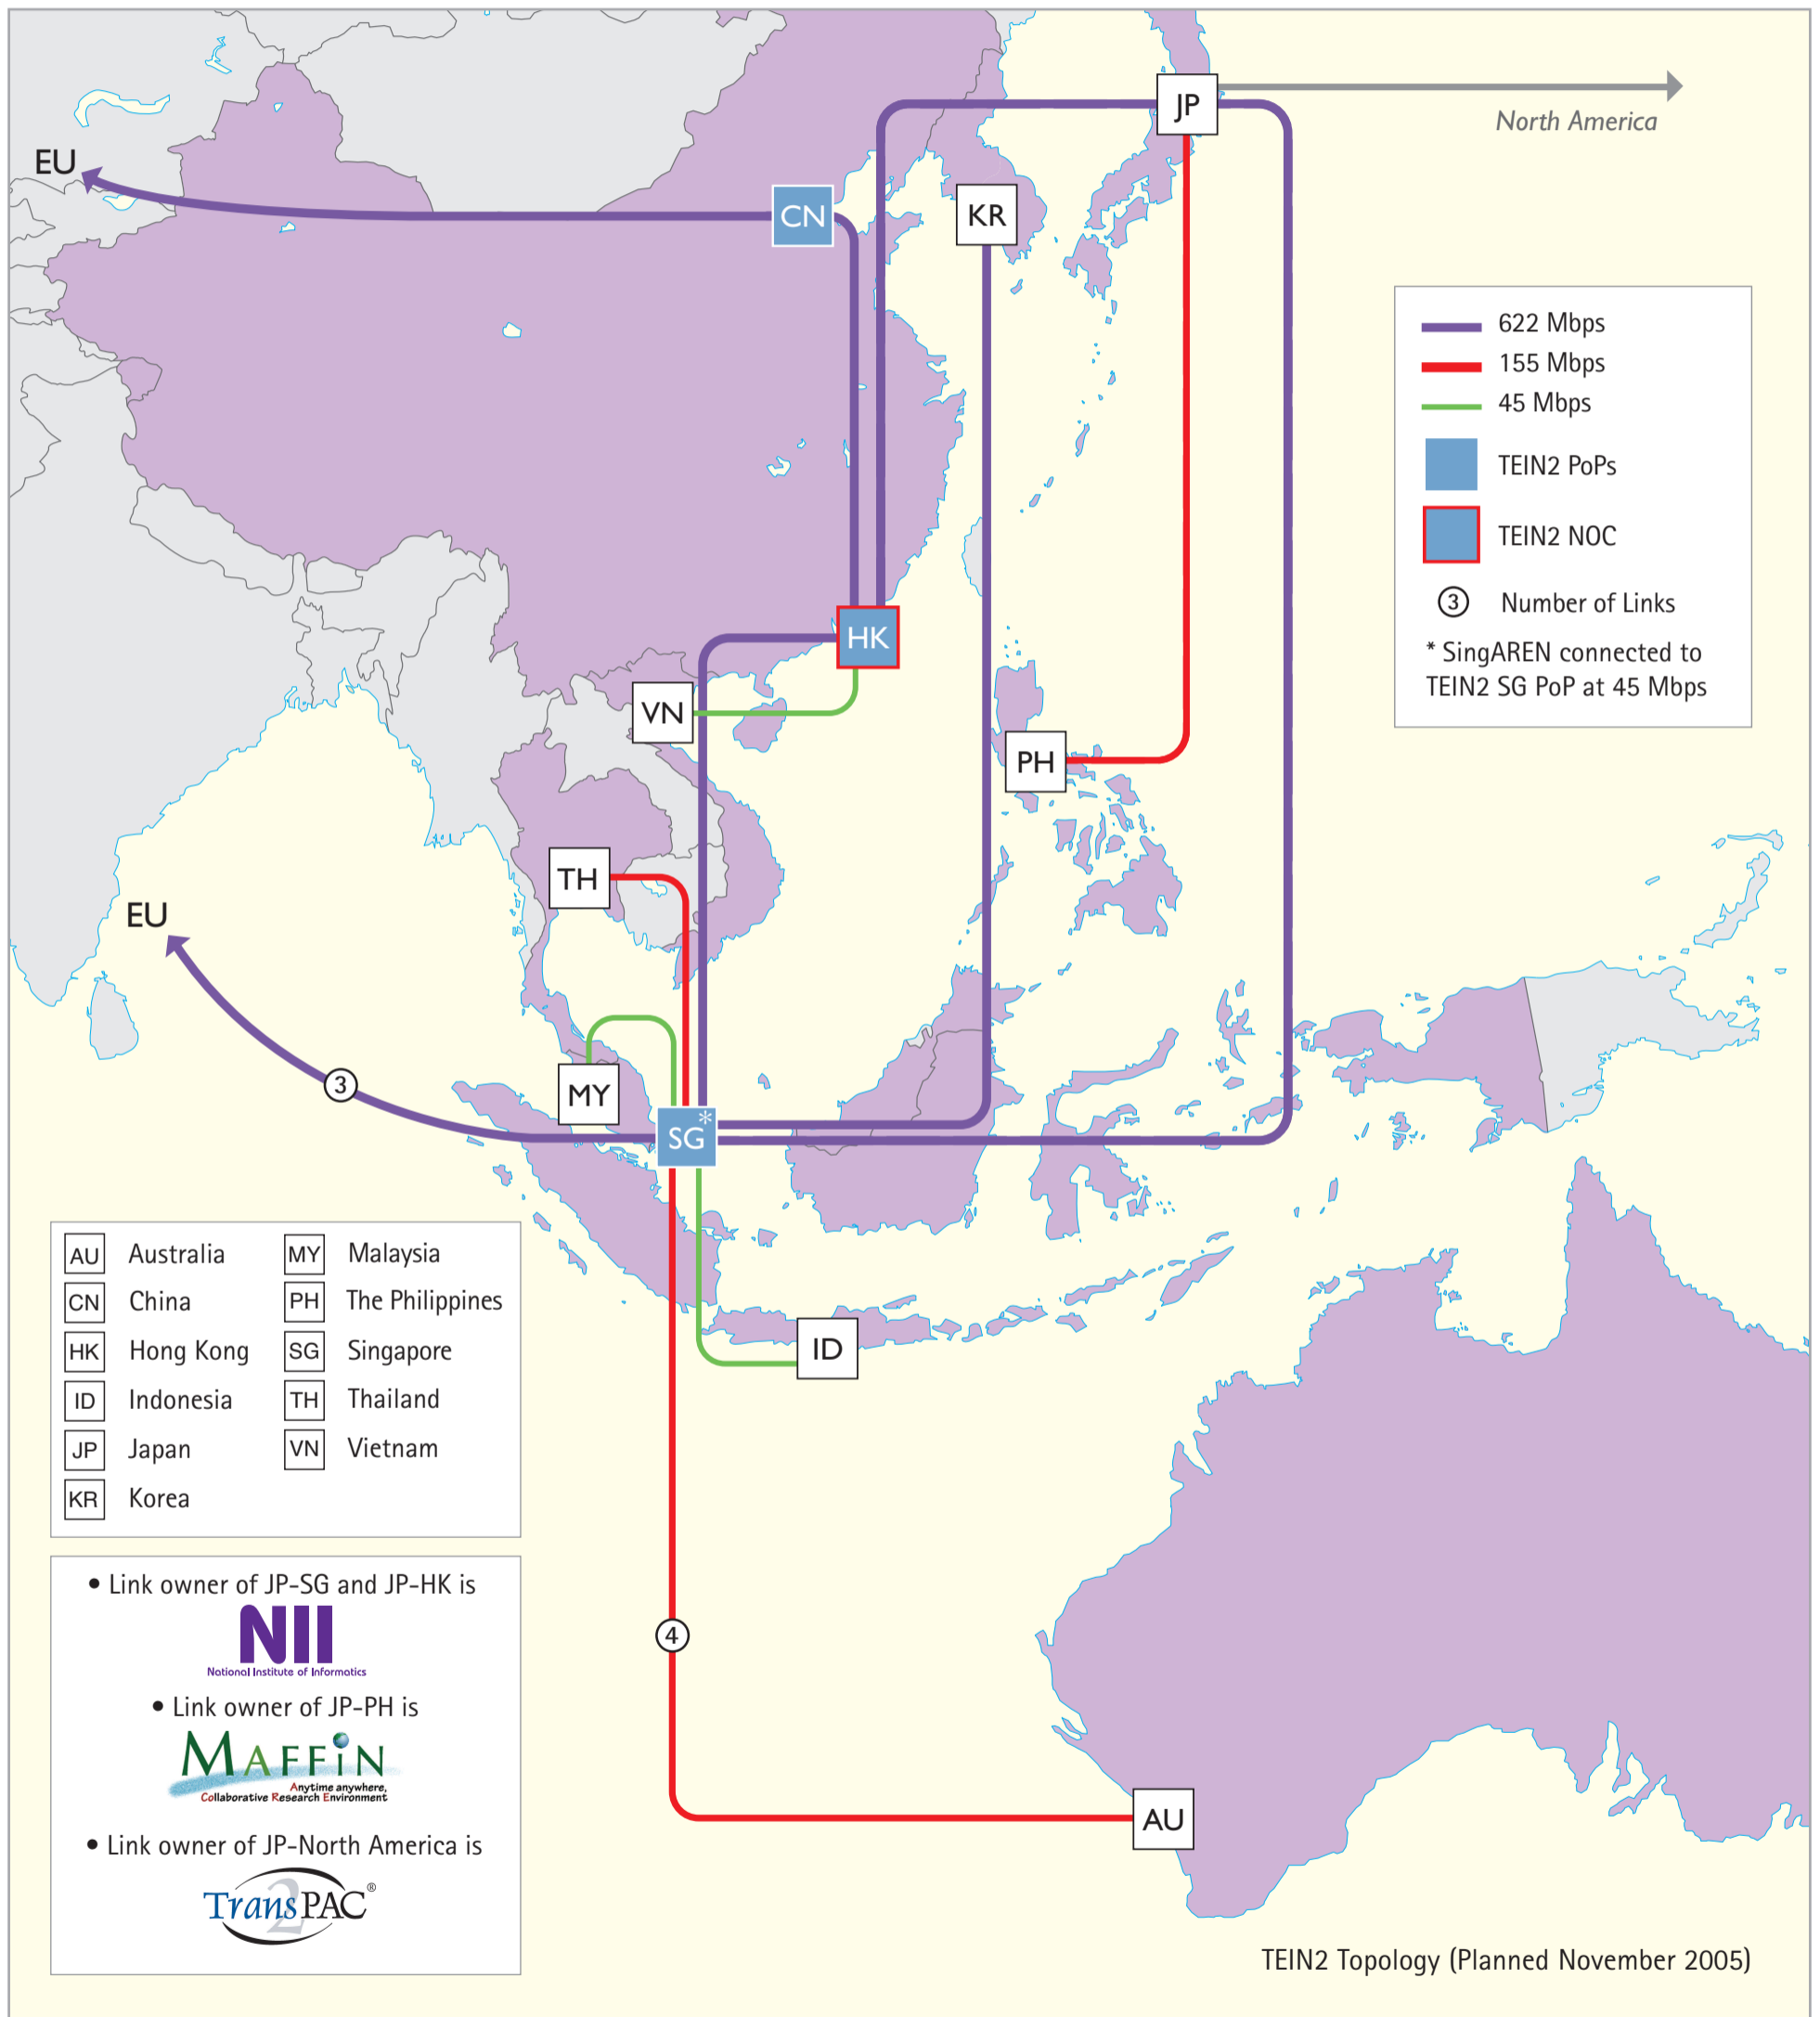 JP
North America
EU
CN
KR
622 Mbps
155 Mbps
45 Mbps
TEIN2 PoPs
TEIN2 NOC
3 Number of Links
* SingAREN connected to
TEIN2 SG PoP at 45 Mbps
HK
VN
PH
TH
EU
3
MY
SG*
ID
AU Australia
CN China
HK Hong Kong
ID Indonesia
JP Japan
KR Korea
MY Malaysia
PH The Philippines
SG Singapore
TH Thailand
VN Vietnam
4
AU
• Link owner of JP-SG and JP-HK is
NII
National Institute of Informatics
• Link owner of JP-PH is
MAFFiN
Anytime anywhere,
Collaborative Research Environment
• Link owner of JP-North America is
TransPAC2®
TEIN2 Topology (Planned November 2005)